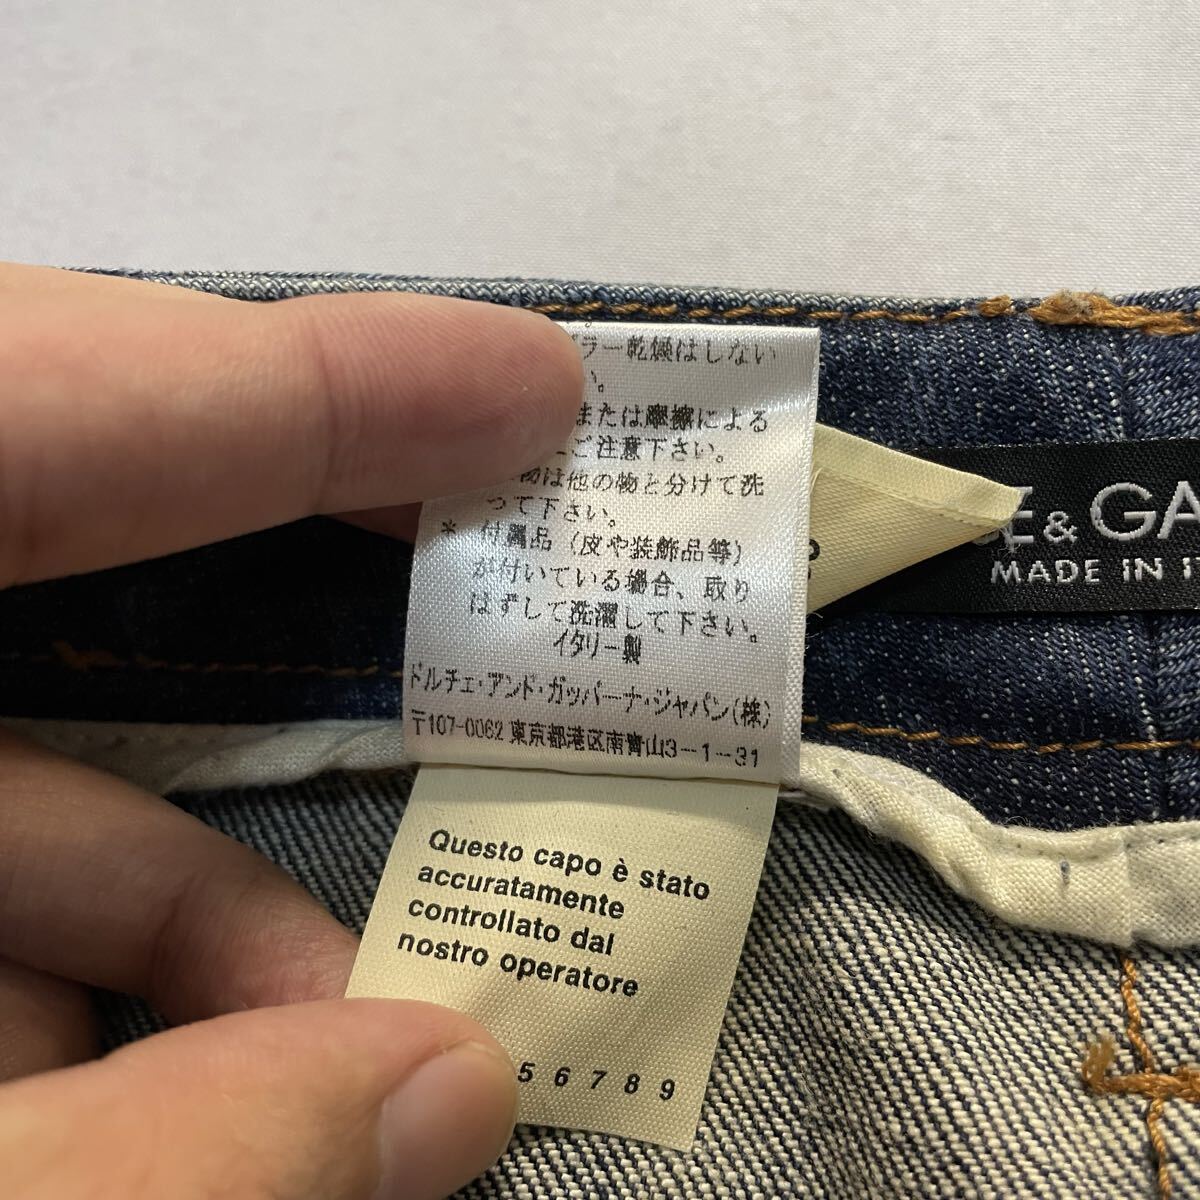 ラー乾燥はしない
い。
または摩擦による
ご注意下さい。
物は他の物と分けて洗
って下さい。
* 付属品(皮や装飾品等)
が付いている場合、取り
はずして洗濯して下さい。
イタリー製
ドルチェ・アンド・ガッバーナ・ジャパン(株)
〒107-0062 東京都港区南青山3-1-31
E & GA
MADE IN I
Questo capo è stato
accuratamente
controllato dal
nostro operatore
5 6 7 8 9